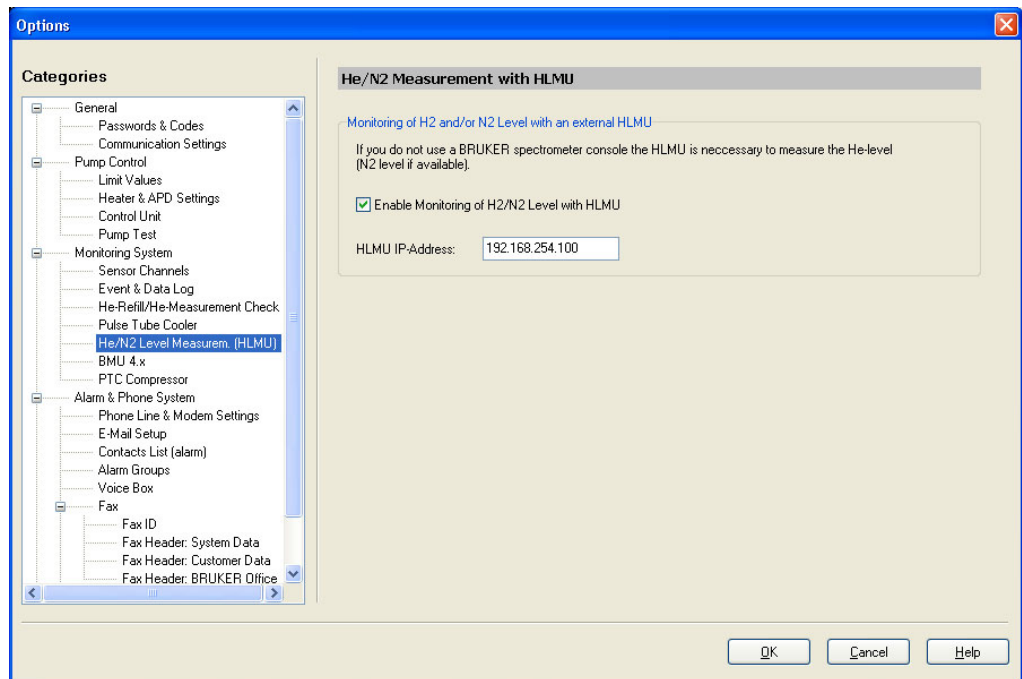 Options
Categories
General
Passwords & Codes
Communication Settings
Pump Control
Limit Values
Heater & APD Settings
Control Unit
Pump Test
Monitoring System
Sensor Channels
Event & Data Log
He-Refill/He-Measurement Check
Pulse Tube Cooler
He/N2 Level Measurem. (HLMU)
BMU 4.x
PTC Compressor
Alarm & Phone System
Phone Line & Modem Settings
E-Mail Setup
Contacts List (alarm)
Alarm Groups
Voice Box
Fax
Fax ID
Fax Header: System Data
Fax Header: Customer Data
Fax Header: BRUKER Office
He/N2 Measurement with HLMU
Monitoring of H2 and/or N2 Level with an external HLMU
If you do not use a BRUKER spectrometer console the HLMU is neccessary to measure the He-level
(N2 level if available).
Enable Monitoring of H2/N2 Level with HLMU
HLMU IP-Address: 192.168.254.100
OK Cancel Help